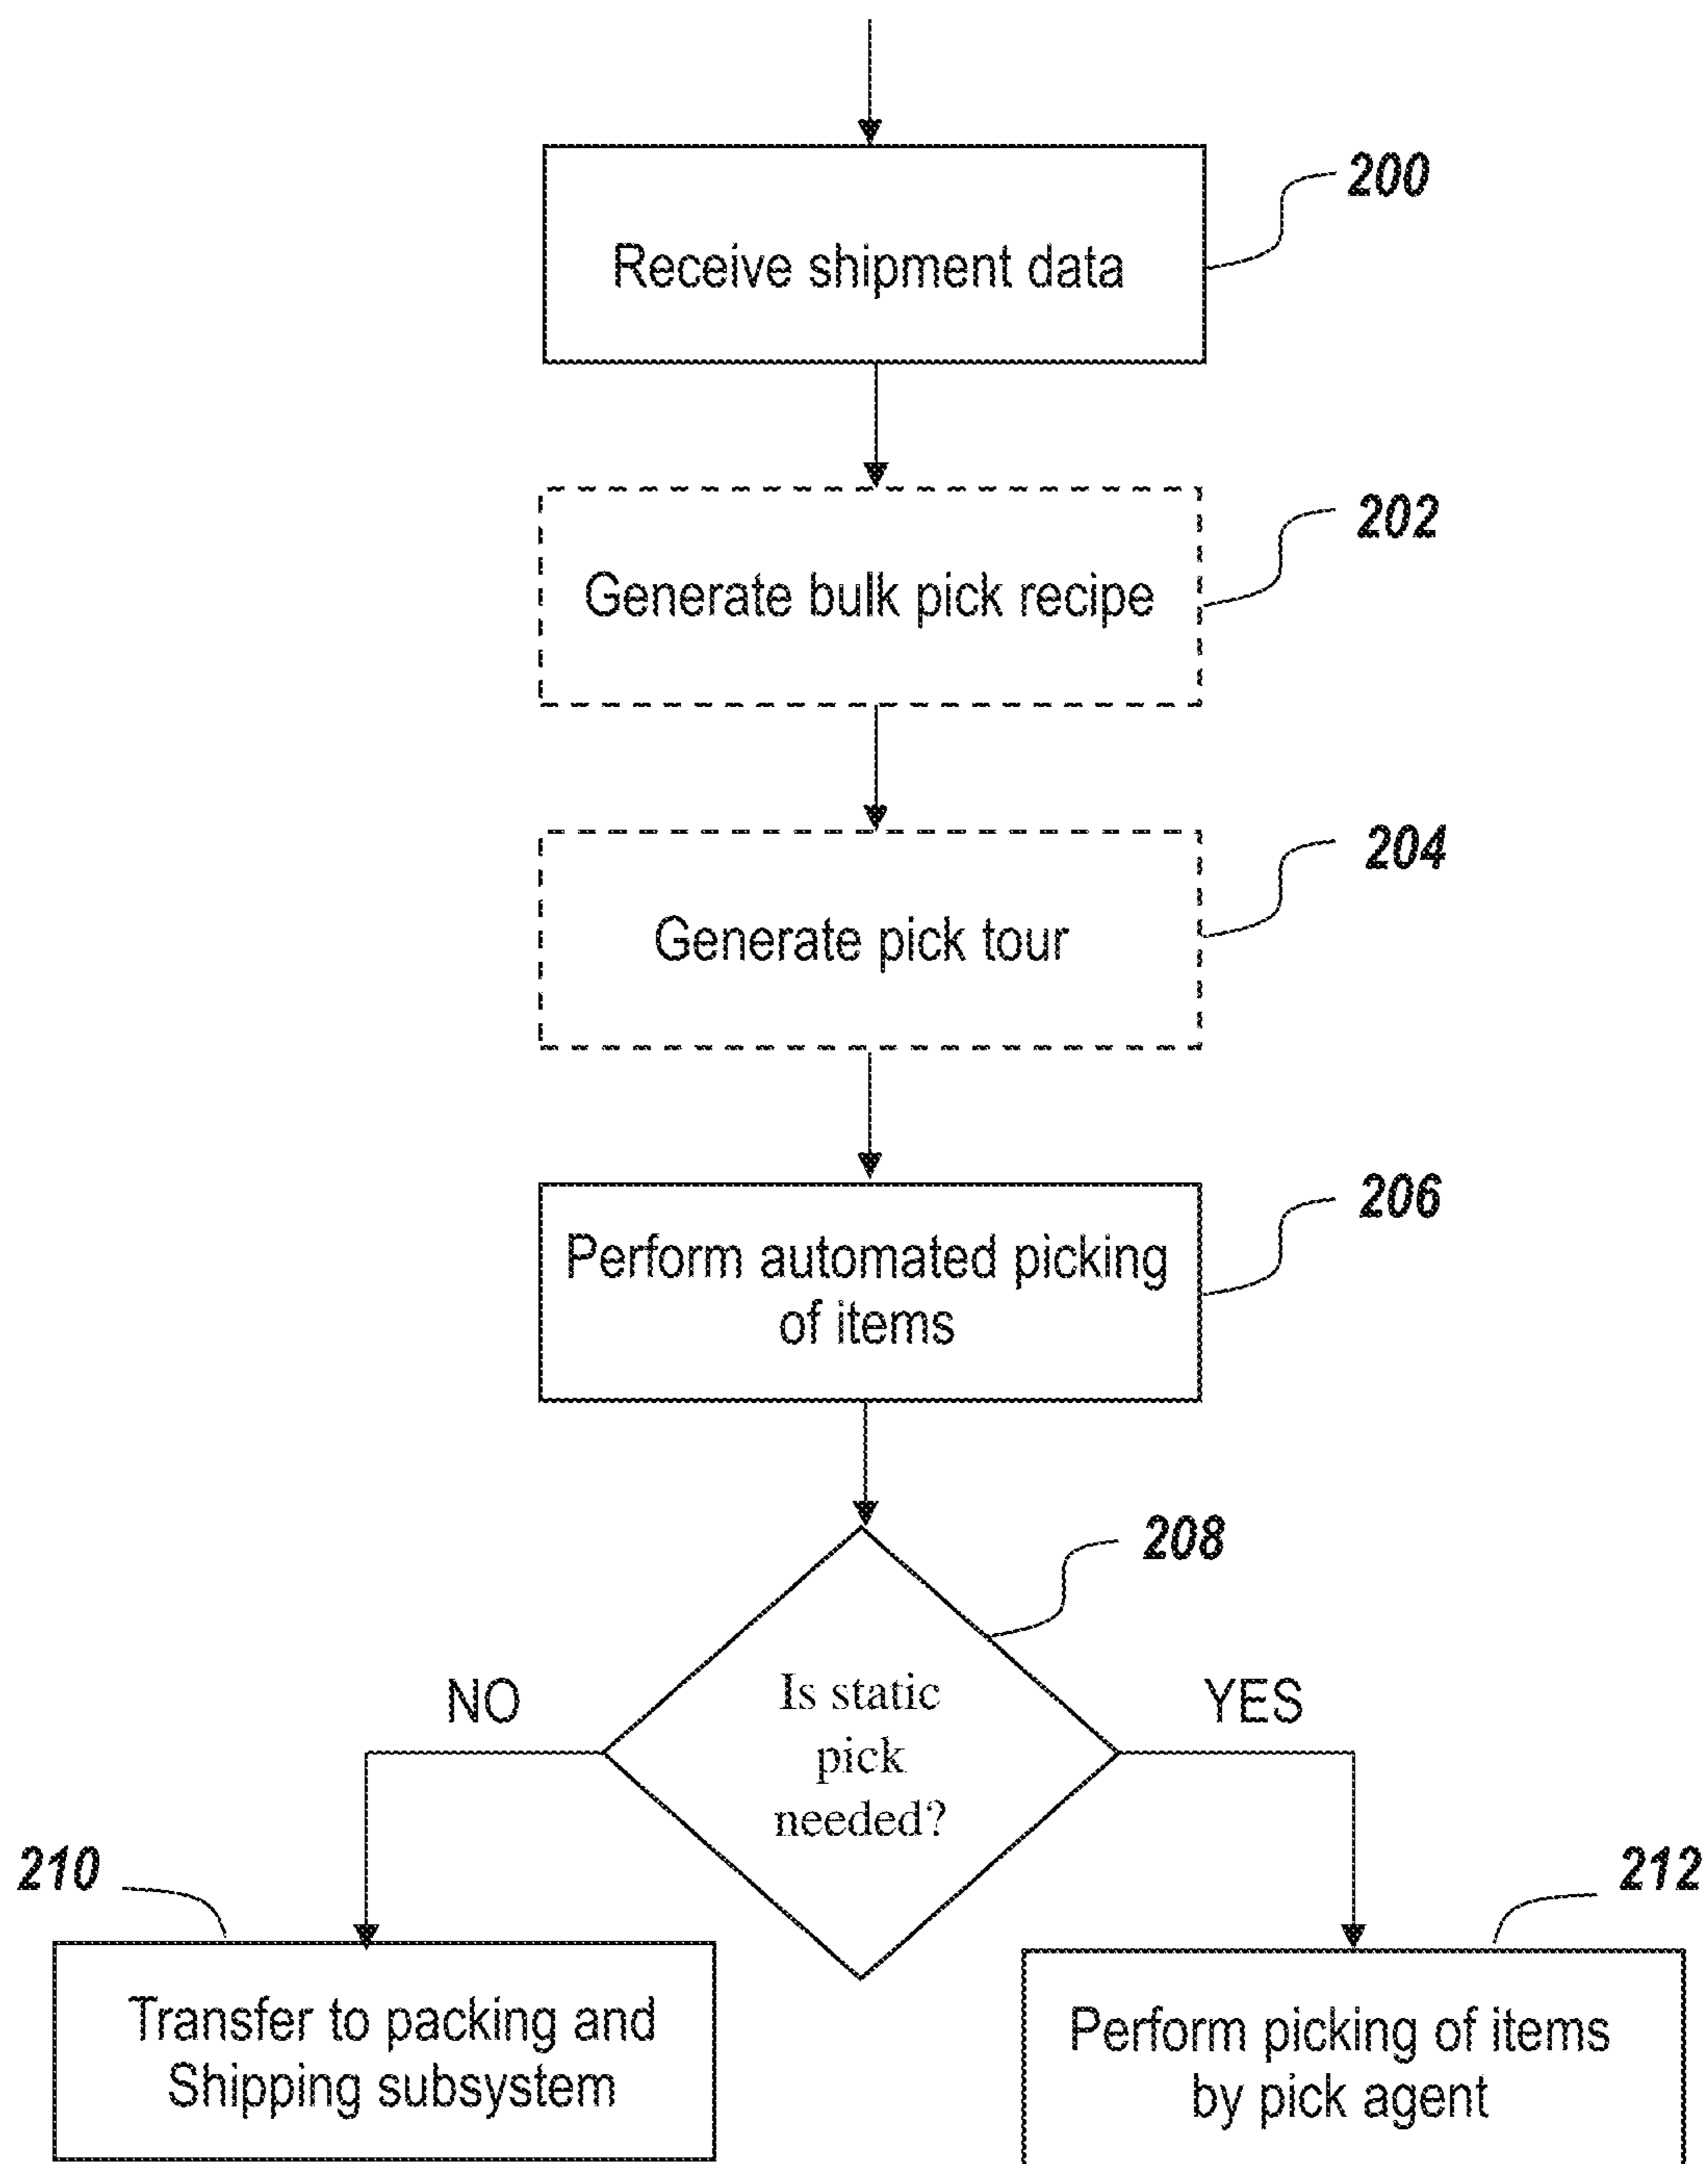 200
Receive shipment data
202
Generate bulk pick recipe
204
Generate pick tour
206
Perform automated picking
of items
208
NO
Is static
pick
needed?
YES
210
212
Transfer to packing and
Shipping subsystem
Perform picking of items
by pick agent